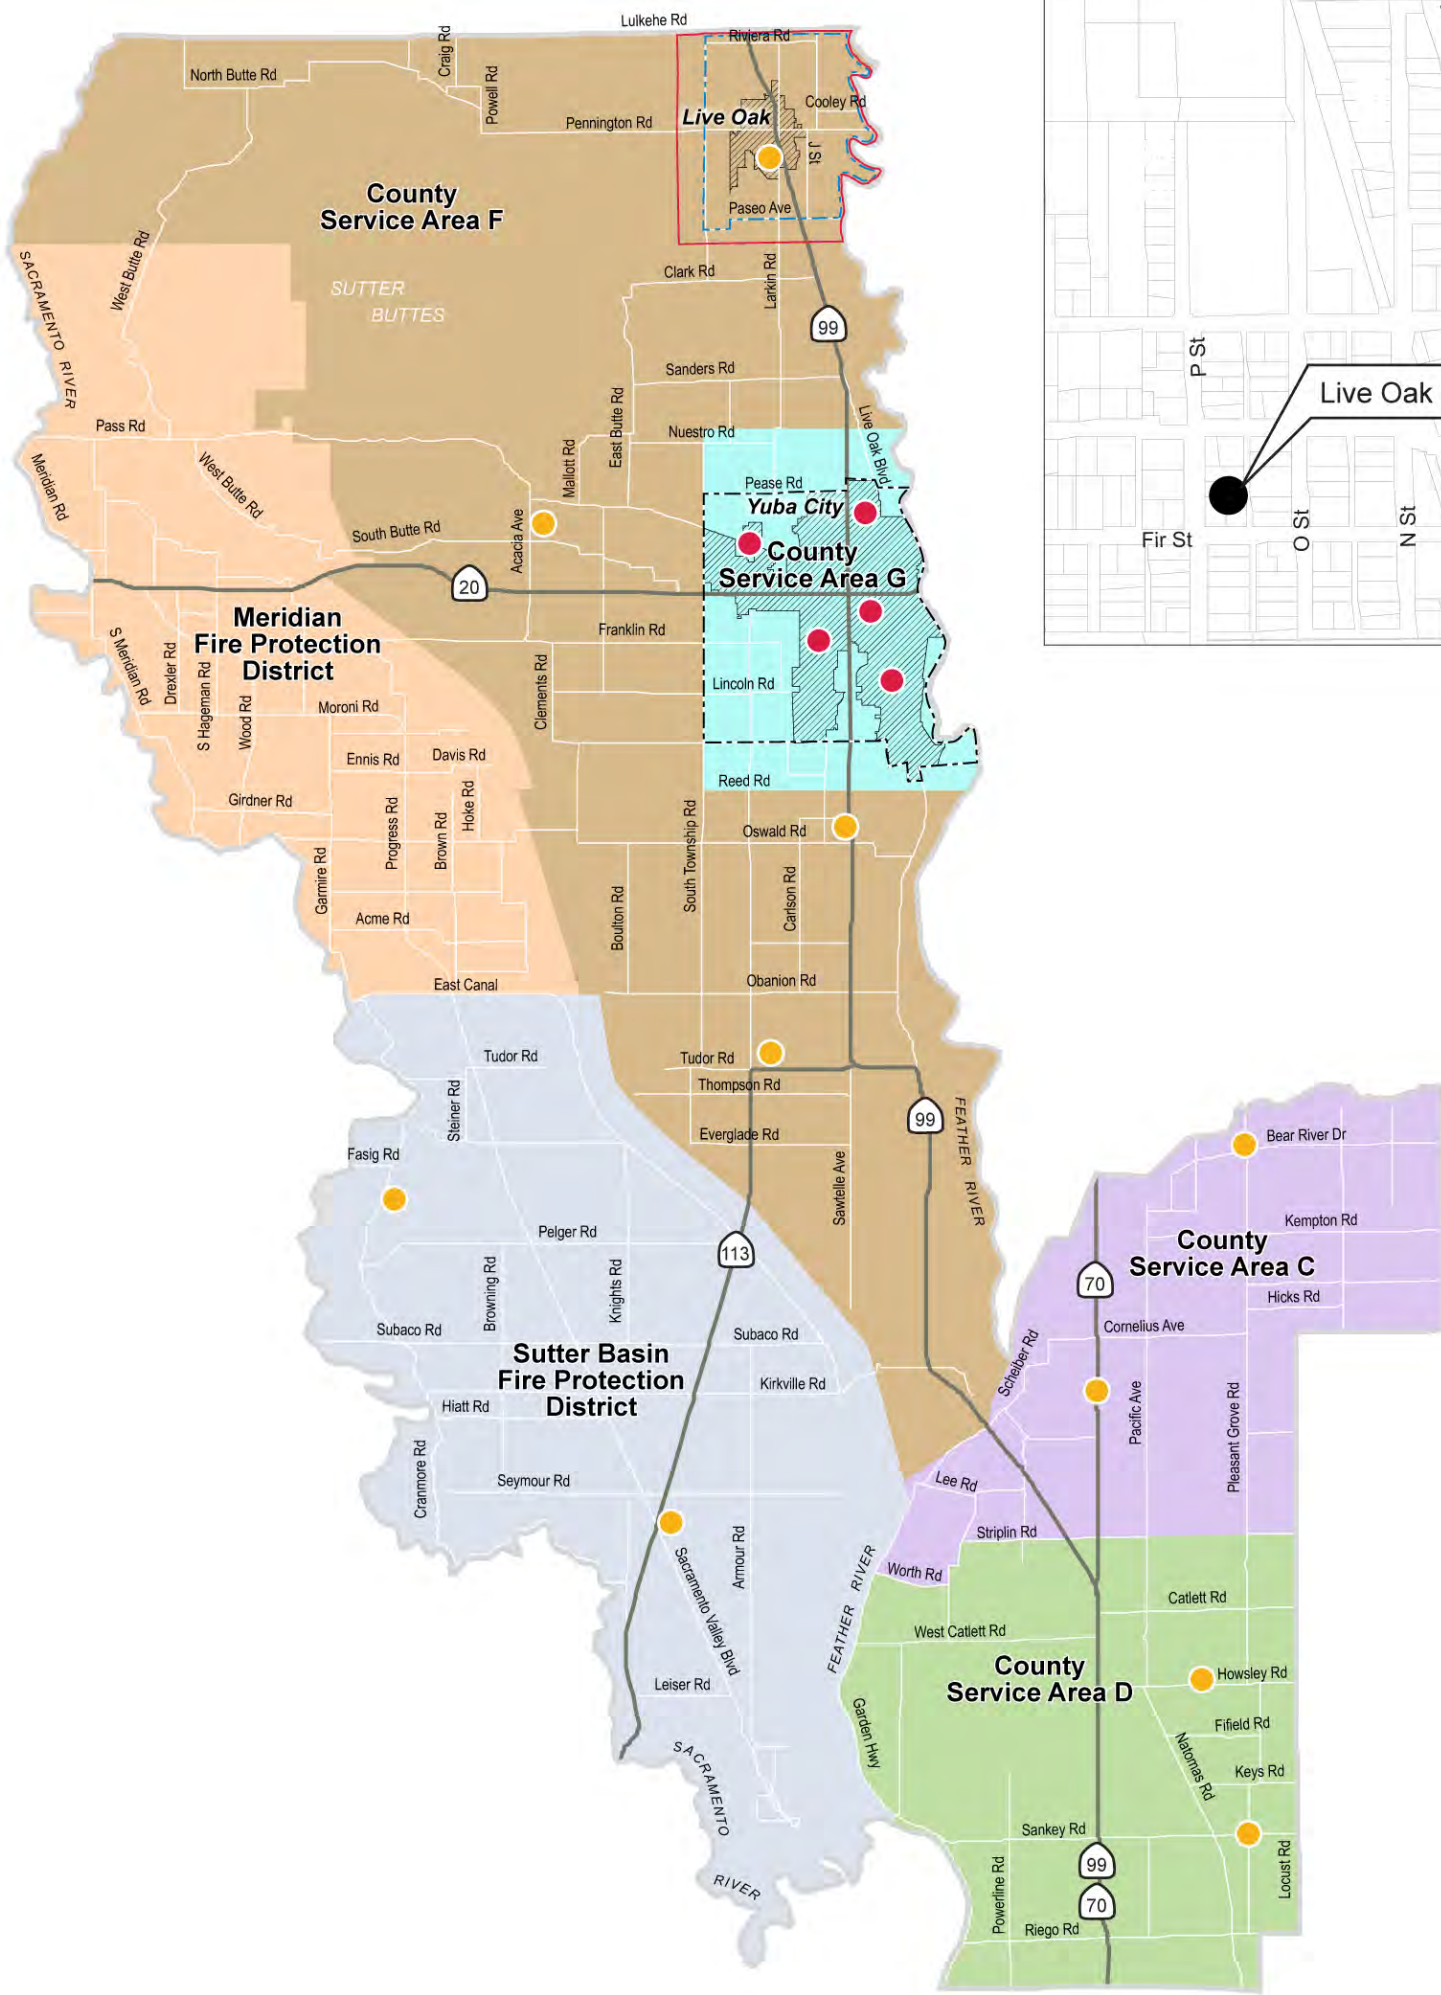 Lulkehe Rd
Riviera Rd
Craig Rd
North Butte Rd
Powell Rd
Cooley Rd
Live Oak
Pennington Rd
J St
County
Service Area F
Paseo Ave
West Butte Rd
SACRAMENTO RIVER
Clark Rd
Larkin Rd
SUTTER
BUTTES
99
P St
Sanders Rd
Live Oak
East Butte Rd
Live Oak Blvd
Pass Rd
Nuestro Rd
Mallott Rd
Meridian Rd
West Butte Rd
Pease Rd
Yuba City
South Butte Rd
Acacia Ave
Fir St
O St
N St
County
Service Area G
20
Meridian
Fire Protection
District
Franklin Rd
S Meridian Rd
Drexler Rd
S Hageman Rd
Wood Rd
Clements Rd
Lincoln Rd
Moroni Rd
Ennis Rd
Davis Rd
Reed Rd
Girdner Rd
Hoke Rd
Progress Rd
Brown Rd
South Township Rd
Oswald Rd
Garmire Rd
Carlson Rd
Boulton Rd
Acme Rd
East Canal
Obanion Rd
Tudor Rd
Tudor Rd
Thompson Rd
Steiner Rd
99
FEATHER RIVER
Everglade Rd
Bear River Dr
Fasig Rd
Sawtelle Ave
Kempton Rd
Pelger Rd
113
County
Service Area C
Browning Rd
Knights Rd
70
Hicks Rd
Subaco Rd
Subaco Rd
Cornelius Ave
Scheiber Rd
Sutter Basin
Fire Protection
District
Kirkville Rd
Pacific Ave
Pleasant Grove Rd
Hiatt Rd
Cranmore Rd
Seymour Rd
Lee Rd
Striplin Rd
Armour Rd
Sacramento Valley Blvd
FEATHER RIVER
Worth Rd
Catlett Rd
West Catlett Rd
County
Service Area D
Howsley Rd
Leiser Rd
Garden Hwy
Fifield Rd
Natomas Rd
Keys Rd
SACRAMENTO
RIVER
Sankey Rd
Locust Rd
99
Powerline Rd
70
Riego Rd